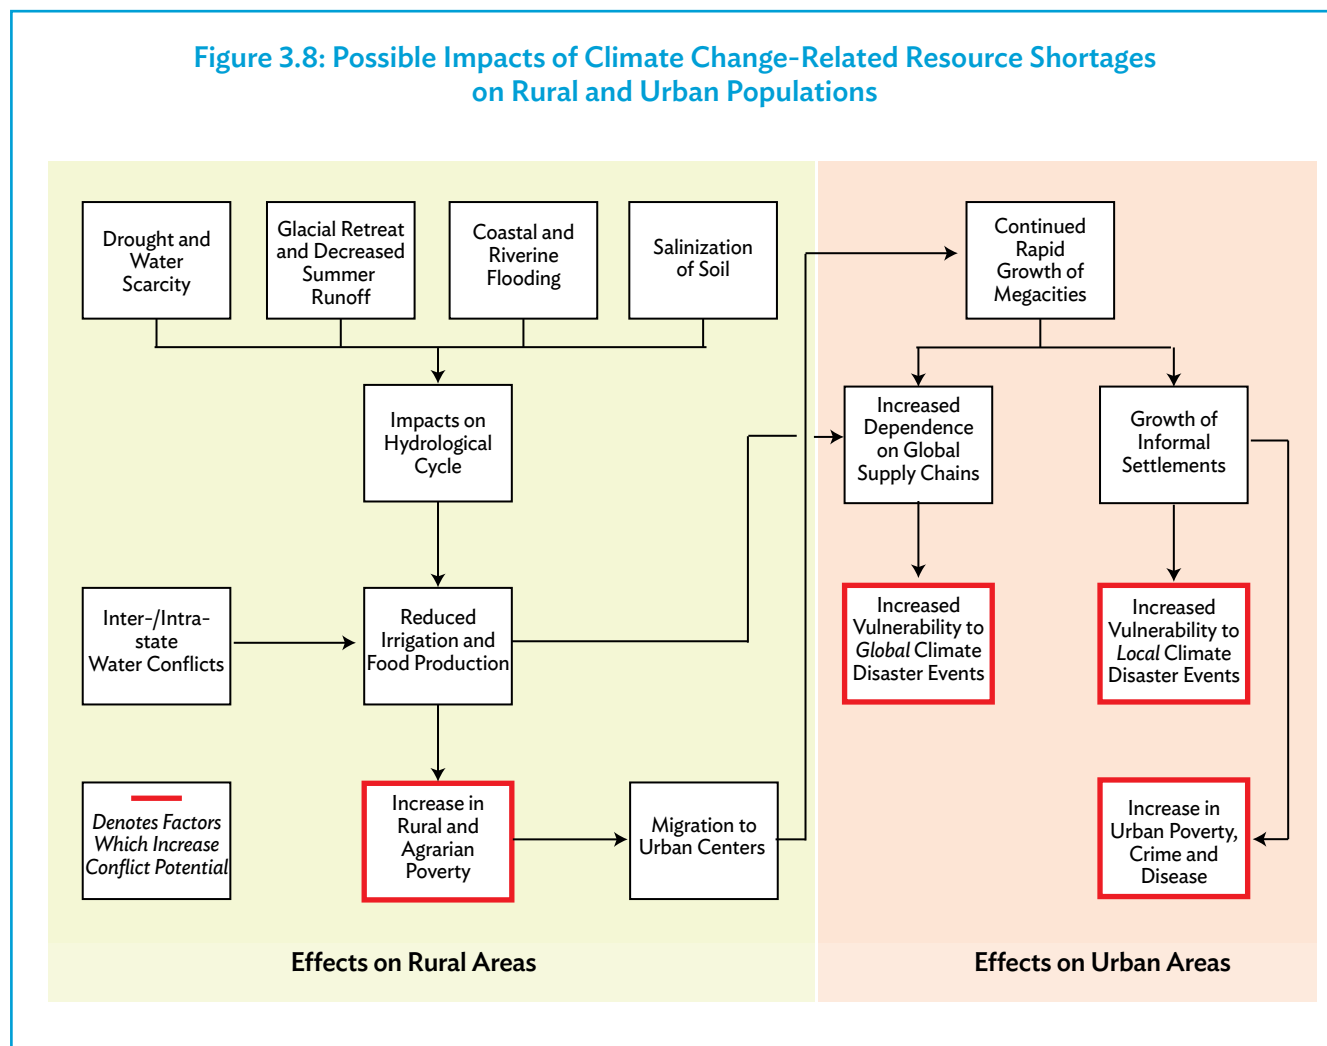 Figure 3.8: Possible Impacts of Climate Change-Related Resource Shortages
on Rural and Urban Populations
Drought and
Water
Scarcity
Glacial Retreat
and Decreased
Summer
Runoff
Coastal and
Riverine
Flooding
Salinization
of Soil
Continued
Rapid
Growth of
Megacities
Impacts on
Hydrological
Cycle
Increased
Dependence
on Global
Supply Chains
Growth of
Informal
Settlements
Inter-/Intra-
state
Water Conflicts
Reduced
Irrigation and
Food Production
Increased
Vulnerability to
Global Climate
Disaster Events
Increased
Vulnerability to
Local Climate
Disaster Events
Denotes Factors
Which Increase
Conflict Potential
Increase in
Rural and
Agrarian
Poverty
Migration to
Urban Centers
Increase in
Urban Poverty,
Crime and
Disease
Effects on Rural Areas
Effects on Urban Areas